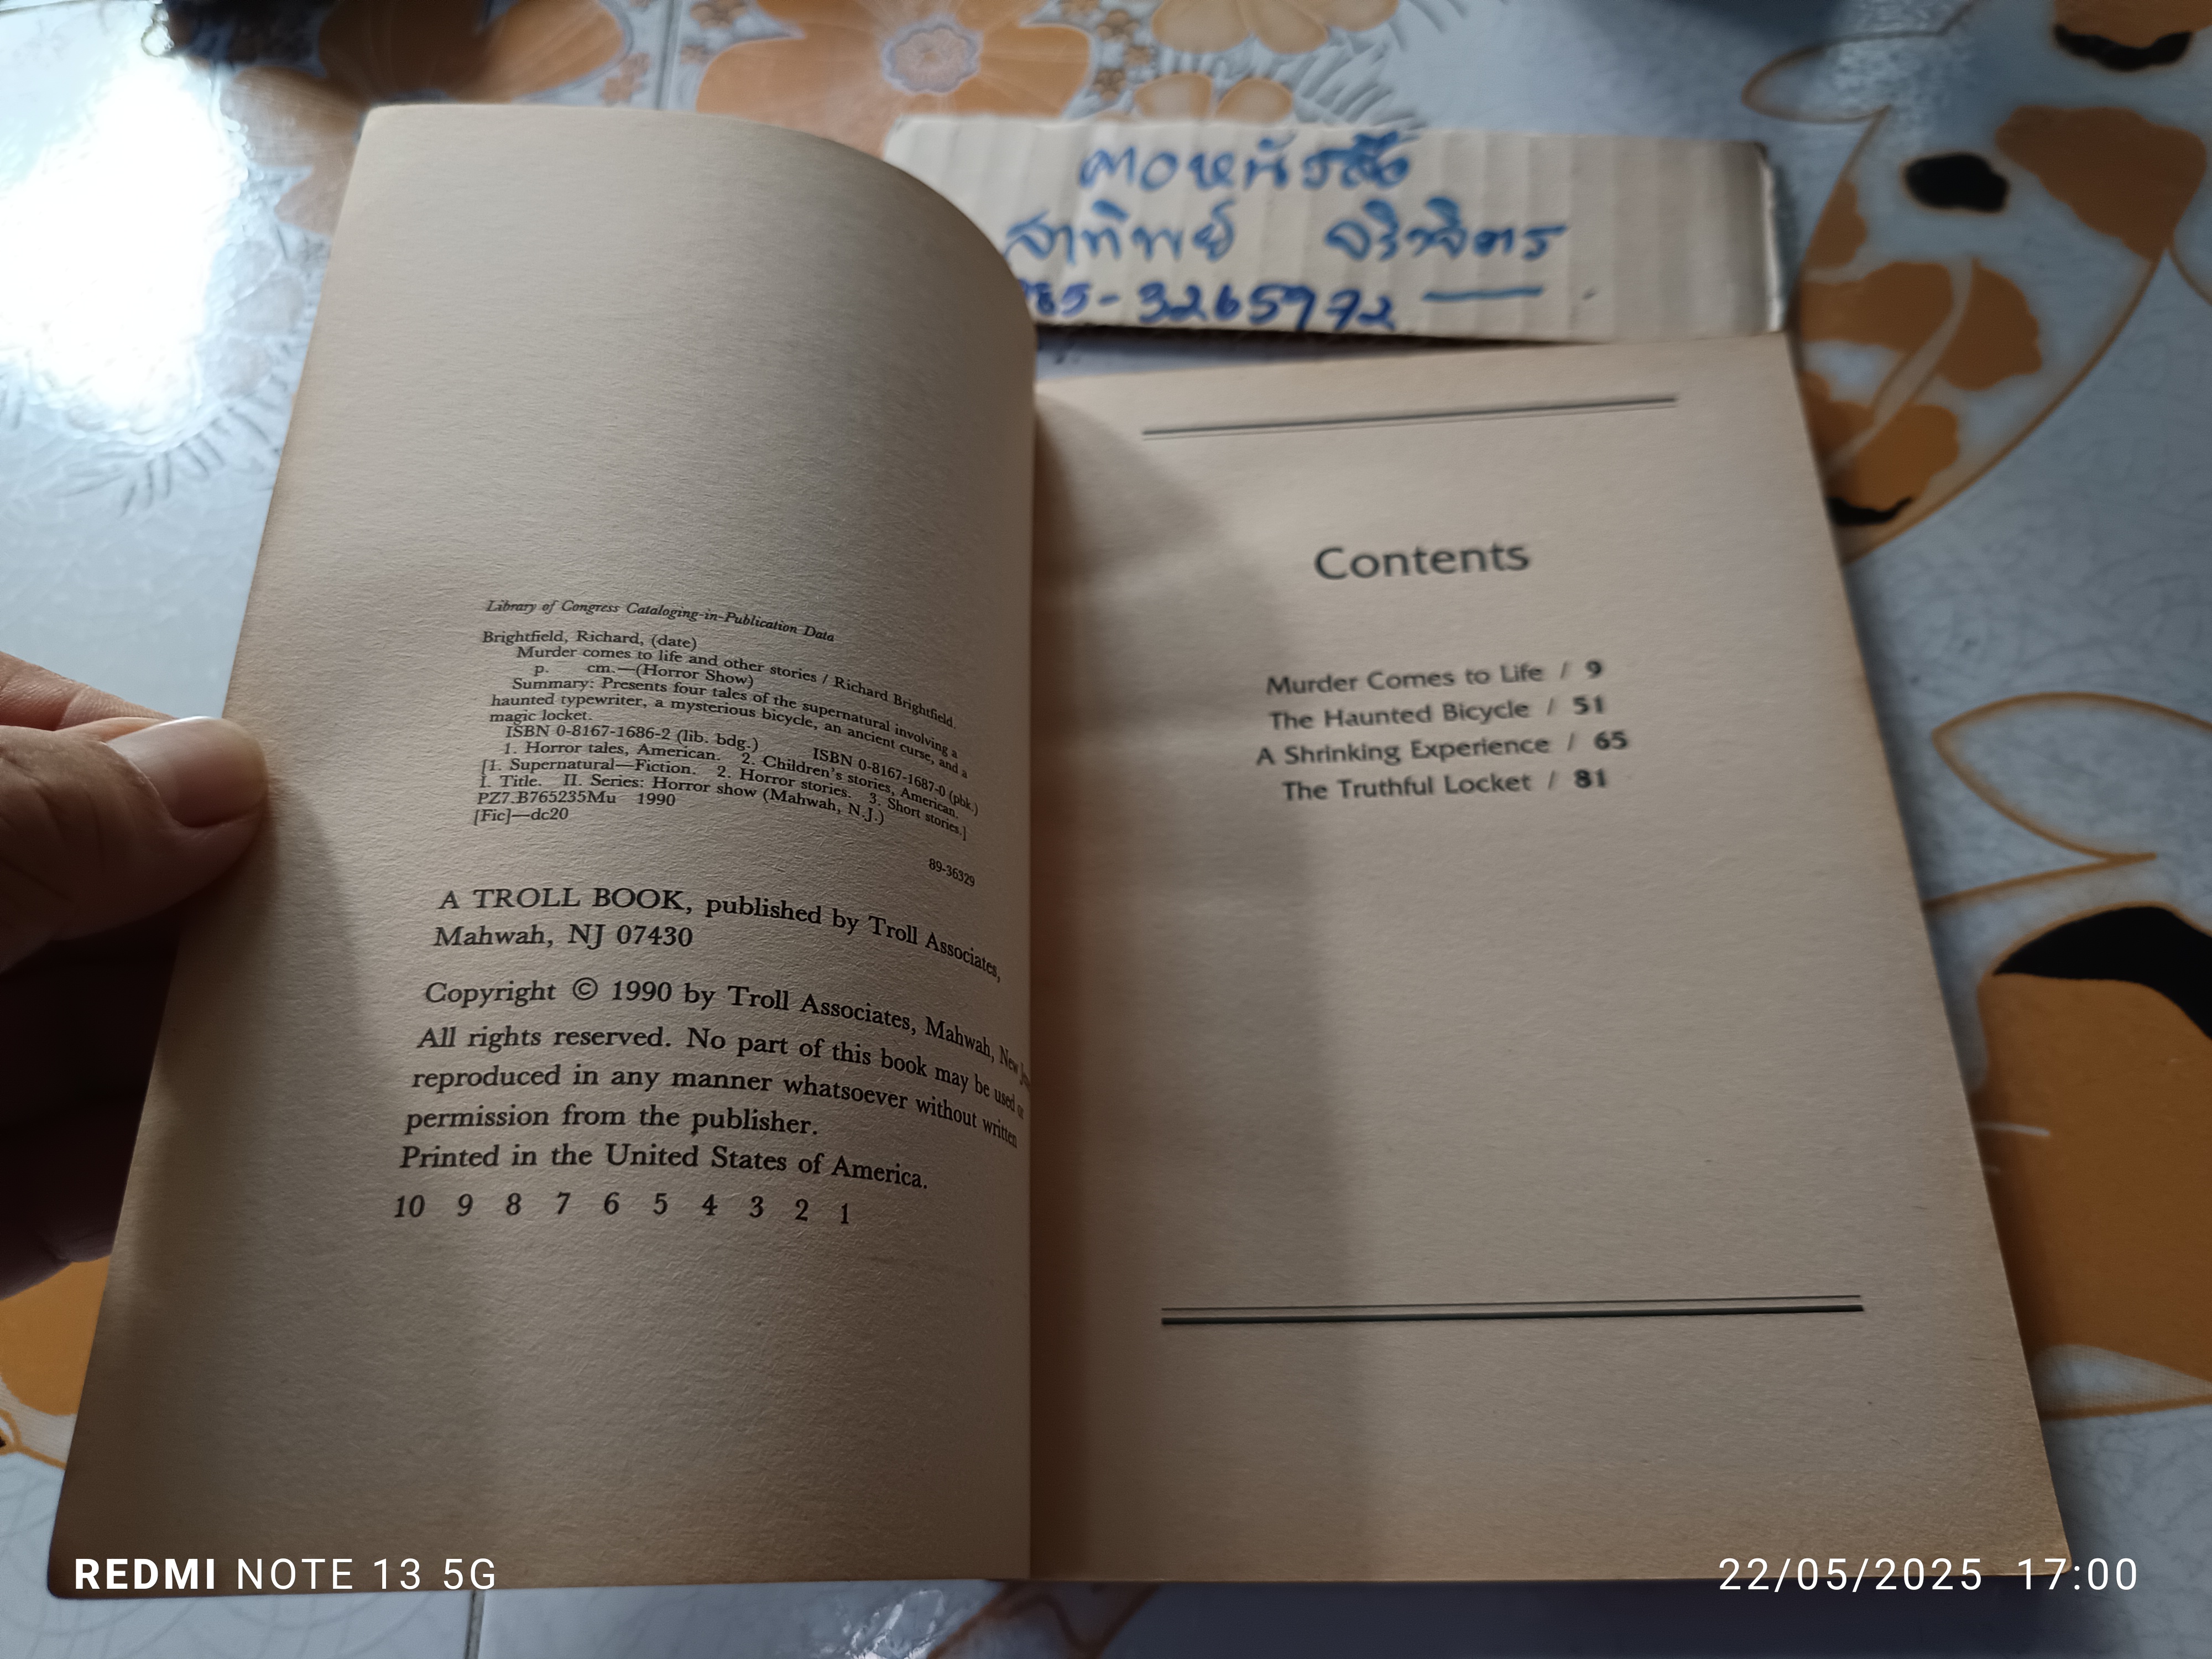 ตอหนังสือ
สาทิพย์
85-3265972 —
Library of Congress Cataloging-in-Publication Data
Brightfield, Richard, (date)
Murder comes to life and other stories / Richard Brightfield.
p. cm.—(Horror Show)
Summary: Presents four tales of the supernatural involving a
haunted typewriter, a mysterious bicycle, an ancient curse, and a
magic locket.
ISBN 0-8167-1686-2 (lib. bdg.) ISBN 0-8167-1687-0 (pbk.)
1. Horror tales, American. 2. Children's stories, American.
[1. Supernatural—Fiction. 2. Horror stories. 3. Short stories.]
I. Title. II. Series: Horror show (Mahwah, N.J.)
PZ7.B765235Mu 1990
[Fic]—dc20
89-36329
A TROLL BOOK, published by Troll Associates,
Mahwah, NJ 07430
Copyright © 1990 by Troll Associates, Mahwah, New
All rights reserved. No part of this book may be used or
reproduced in any manner whatsoever without written
permission from the publisher.
Printed in the United States of America.
10 9 8 7 6 5 4 3 2 1
Contents
Murder Comes to Life / 9
The Haunted Bicycle / 51
A Shrinking Experience / 65
The Truthful Locket / 81
REDMI NOTE 13 5G
22/05/2025 17:00